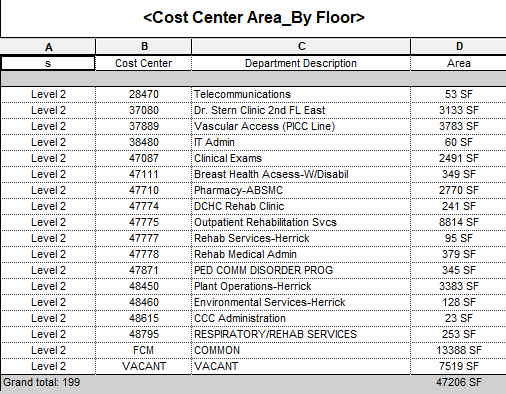 <Cost Center Area_By Floor>
A B C D
s Cost Center Department Description Area
Level 2 28470 Telecommunications 53 SF
Level 2 37080 Dr. Stern Clinic 2nd FL East 3133 SF
Level 2 37889 Vascular Access (PICC Line) 3783 SF
Level 2 38480 IT Admin 60 SF
Level 2 47087 Clinical Exams 2491 SF
Level 2 47111 Breast Health Acsess-W/Disabil 349 SF
Level 2 47710 Pharmacy-ABSMC 2770 SF
Level 2 47774 DCHC Rehab Clinic 241 SF
Level 2 47775 Outpatient Rehabilitation Svcs 8814 SF
Level 2 47777 Rehab Services-Herrick 95 SF
Level 2 47778 Rehab Medical Admin 379 SF
Level 2 47871 PED COMM DISORDER PROG 345 SF
Level 2 48450 Plant Operations-Herrick 3383 SF
Level 2 48460 Environmental Services-Herrick 128 SF
Level 2 48615 CCC Administration 23 SF
Level 2 48795 RESPIRATORY/REHAB SERVICES 253 SF
Level 2 FCM COMMON 13388 SF
Level 2 VACANT VACANT 7519 SF
Grand total: 199 47206 SF